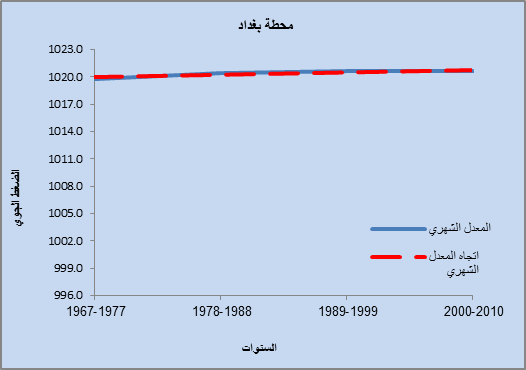 محطة بغداد
1023.0
1020.0
1017.0
1014.0
1011.0
1008.0
1005.0
1002.0
999.0
996.0
الضغط الجوي
المعدل الشهري
اتجاه المعدل
الشهري
1967-1977
1978-1988
1989-1999
2000-2010
السنوات